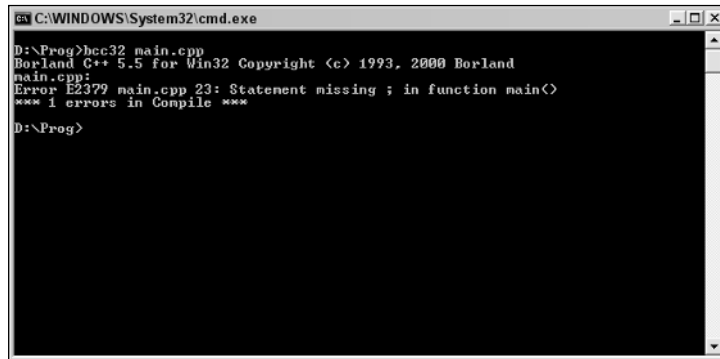 C:\WINDOWS\System32\cmd.exe
D:\Prog>bcc32 main.cpp
Borland C++ 5.5 for Win32 Copyright (c) 1993, 2000 Borland
main.cpp:
Error E2379 main.cpp 23: Statement missing ; in function main()
*** 1 errors in Compile ***
D:\Prog>